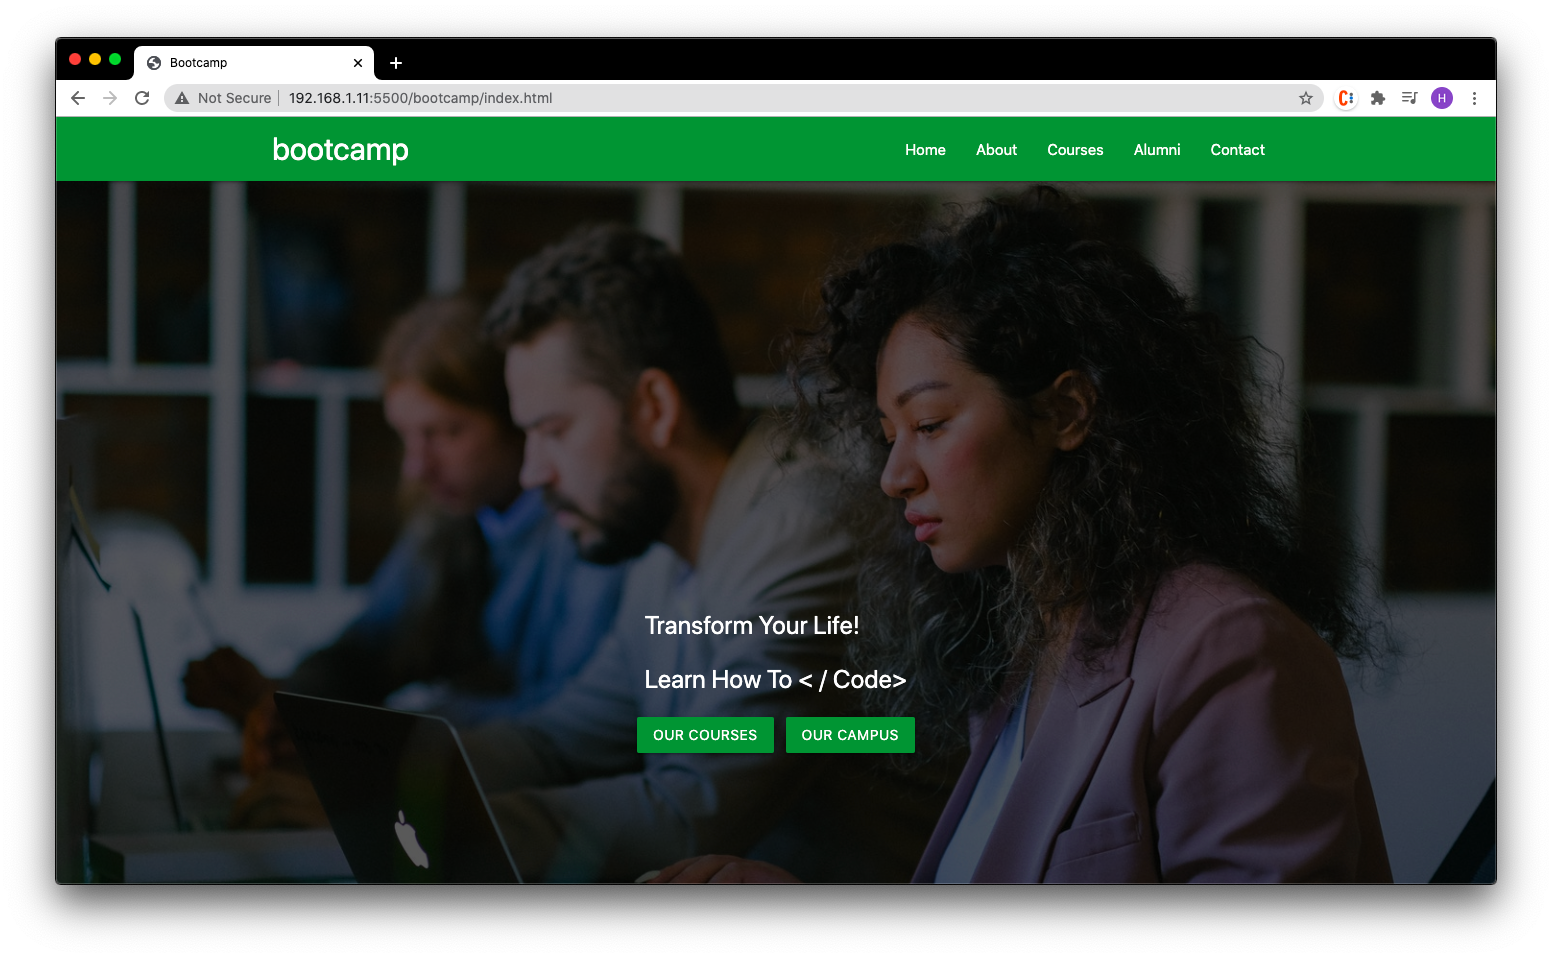 Bootcamp
Not Secure 192.168.1.11:5500/bootcamp/index.html
H
bootcamp Home About Courses Alumni Contact
Transform Your Life!
Learn How To < / Code>
OUR COURSES OUR CAMPUS